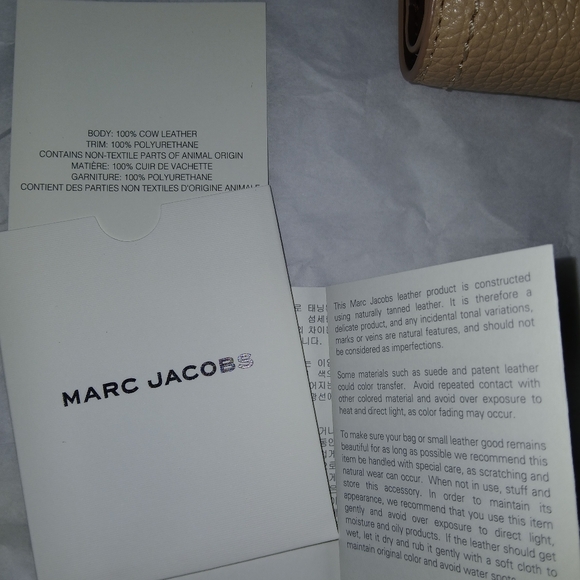 BODY: 100% COW LEATHER
TRIM: 100% POLYURETHANE
CONTAINS NON-TEXTILE PARTS OF ANIMAL ORIGIN
MATIÈRE: 100% CUIR DE VACHETTE
GARNITURE: 100% POLYURETHANE
CONTIENT DES PARTIES NON TEXTILES D'ORIGINE ANIMALE
MARC JACOBS
This Marc Jacobs leather product is constructed
using naturally tanned leather. It is therefore a
delicate product, and any incidental tonal variations,
marks or veins are natural features, and should not
be considered as imperfections.
Some materials such as suede and patent leather
could color transfer. Avoid repeated contact with
other colored material and avoid over exposure to
heat and direct light, as color fading may occur.
To make sure your bag or small leather good remains
beautiful for as long as possible we recommend this
item be handled with special care, as scratching and
natural wear can occur. When not in use, stuff and
store this accessory. In order to maintain its
appearance, we recommend that you use this item
gently and avoid over exposure to direct light,
moisture and oily products. If the leather should get
wet, let it dry and rub it gently with a soft cloth to
maintain original color and avoid water spots